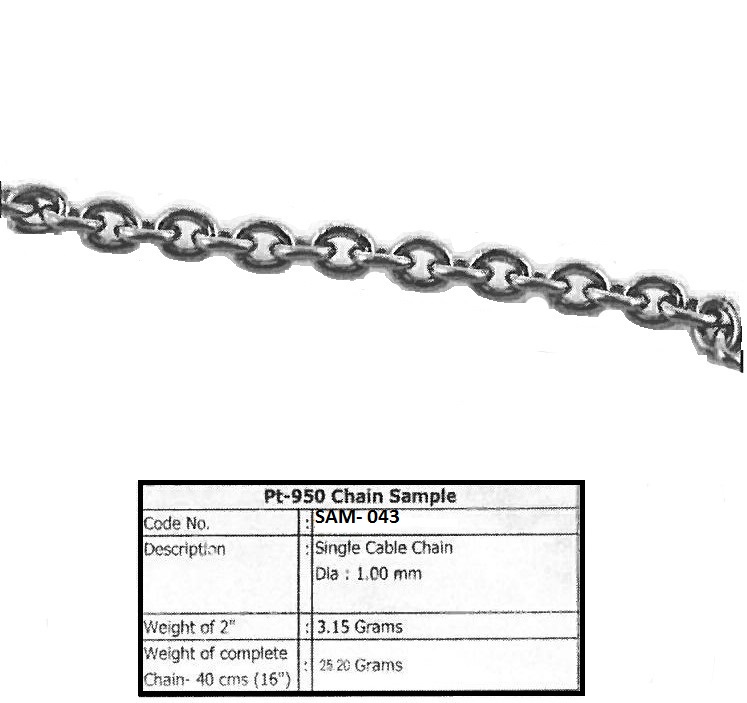 Pt-950 Chain Sample
Code No. : SAM- 043
Description : Single Cable Chain
Dia : 1.00 mm
Weight of 2" : 3.15 Grams
Weight of complete
Chain- 40 cms (16") : 25.20 Grams